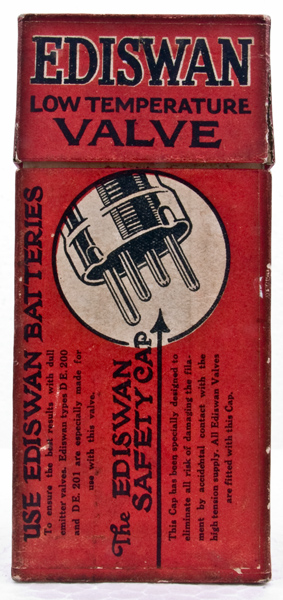 EDISWAN
LOW TEMPERATURE
VALVE
USE EDISWAN BATTERIES
To ensure the best results with dull
emitter valves. Ediswan types D E. 200
and D E. 201 are especially made for
use with this valve.
The EDISWAN
SAFETY CAP
This Cap has been specially designed to
eliminate all risk of damaging the fila-
ment by accidental contact with the
high tension supply. All Ediswan Valves
are fitted with this Cap.